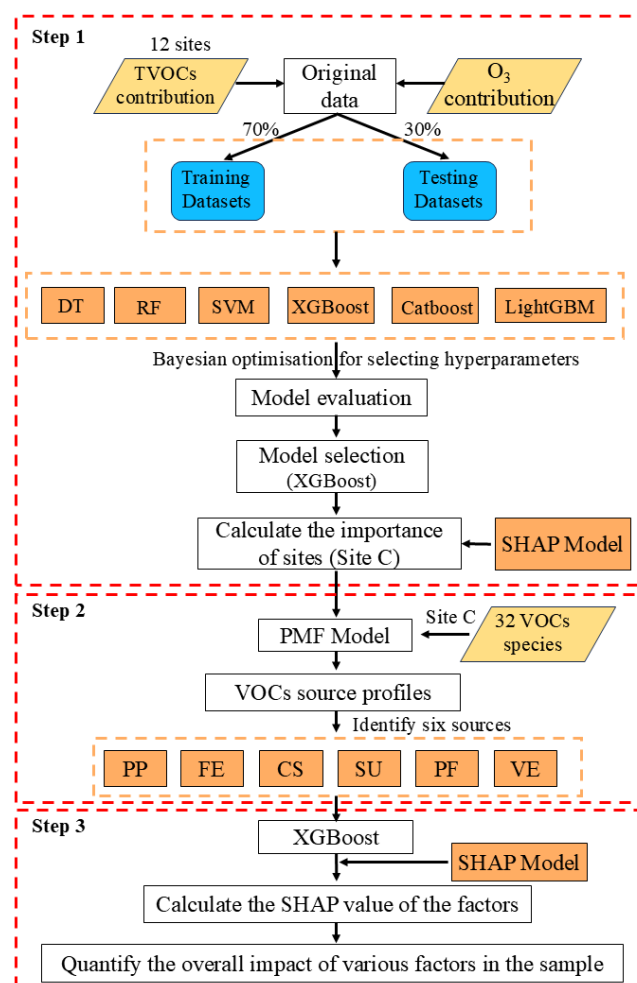 Step 1
12 sites
TVOCs
contribution
Original
data
O₃
contribution
70%
30%
Training
Datasets
Testing
Datasets
DT
RF
SVM
XGBoost
Catboost
LightGBM
Bayesian optimisation for selecting hyperparameters
Model evaluation
Model selection
(XGBoost)
Calculate the importance
of sites (Site C)
SHAP Model
Step 2
PMF Model
Site C
32 VOCs
species
VOCs source profiles
Identify six sources
PP
FE
CS
SU
PF
VE
Step 3
XGBoost
SHAP Model
Calculate the SHAP value of the factors
Quantify the overall impact of various factors in the sample